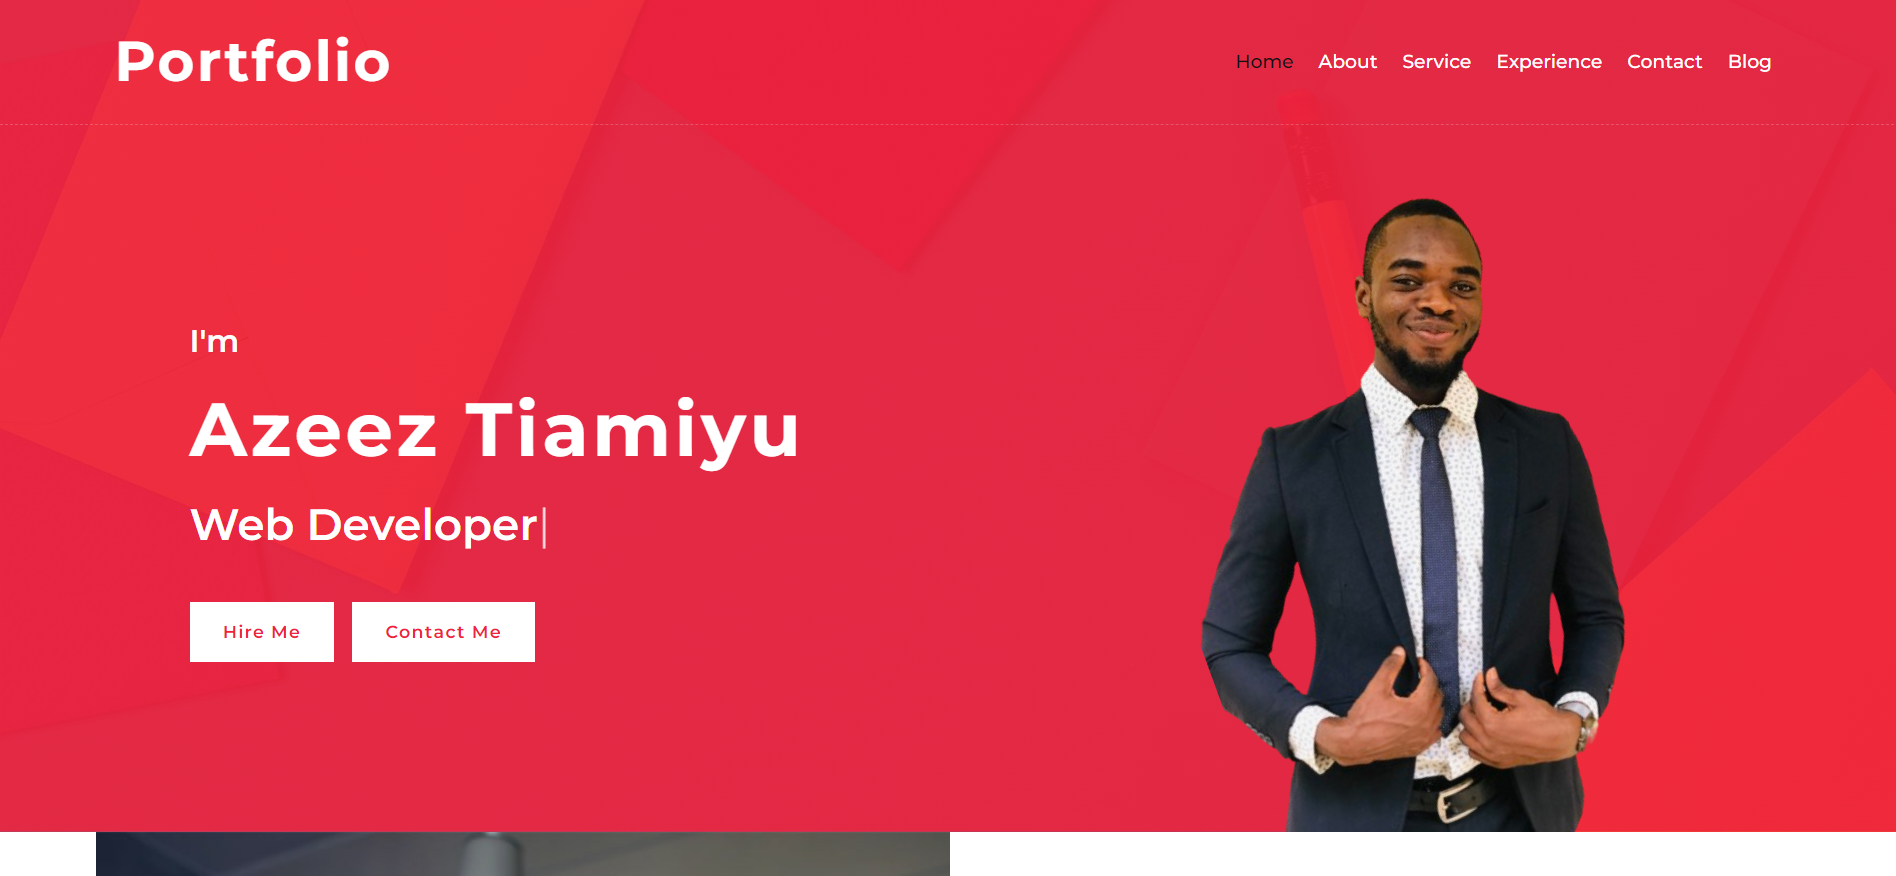 Portfolio
Home About Service Experience Contact Blog
I'm
Azeez Tiamiyu
Web Developer|
Hire Me Contact Me